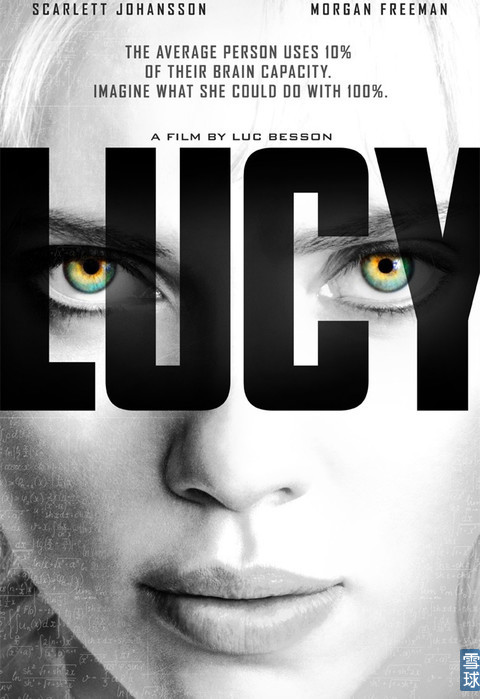 SCARLETT JOHANSSON MORGAN FREEMAN
THE AVERAGE PERSON USES 10%
OF THEIR BRAIN CAPACITY.
IMAGINE WHAT SHE COULD DO WITH 100%.
A FILM BY LUC BESSON
LUCY
雪球